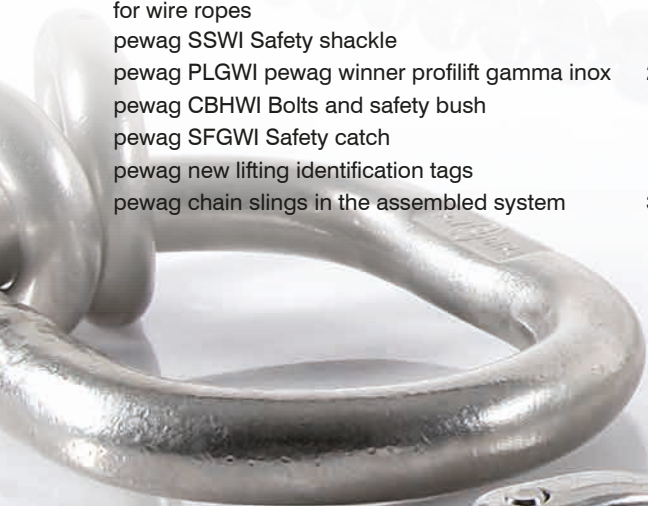 for wire ropes
pewag SSWI Safety shackle
pewag PLGWI pewag winner profilift gamma inox
pewag CBHWI Bolts and safety bush
pewag SFGWI Safety catch
pewag new lifting identification tags
pewag chain slings in the assembled system